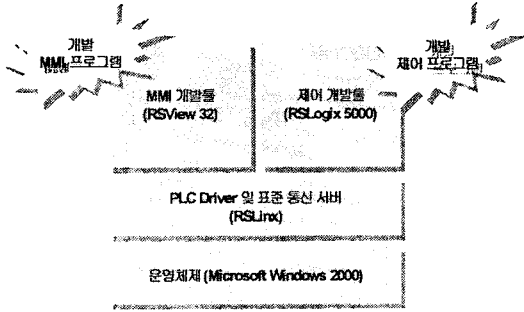 개발
MMI 프로그램
개발
제어 프로그램
MMI 개발툴
(RSView 32)
제어 개발툴
(RSLogix 5000)
PLC Driver 및 표준 통신 서버
(RSLinx)
운영체제 (Microsoft Windows 2000)